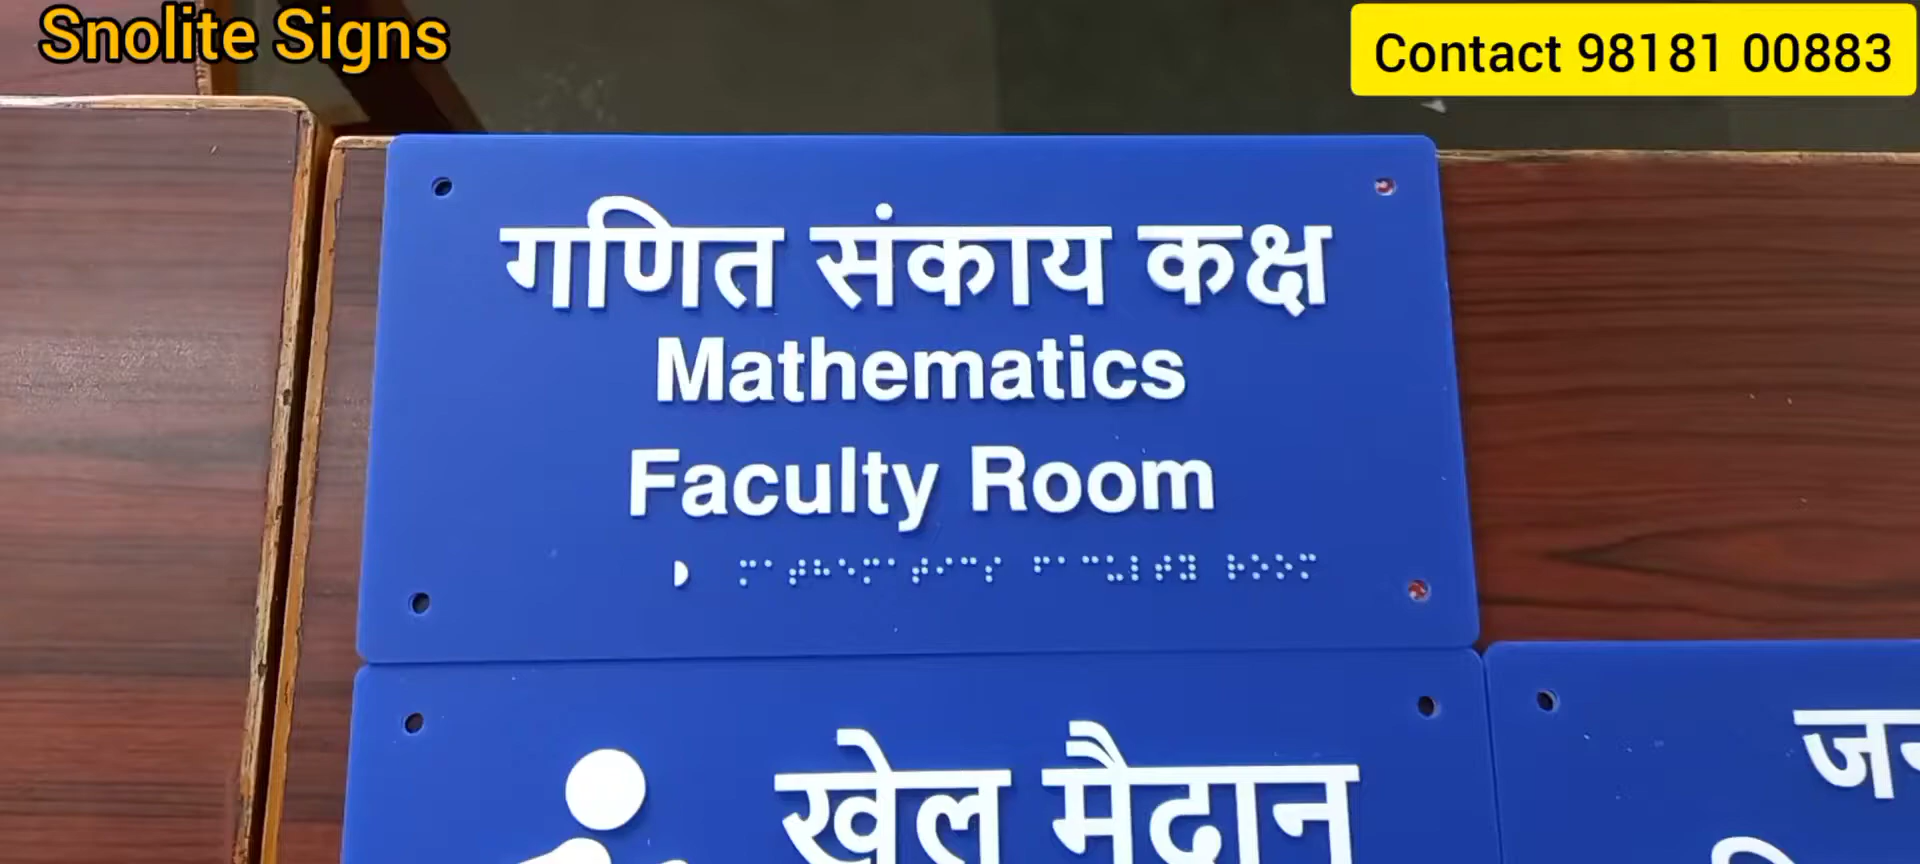 Snolite Signs
Contact 98181 00883
गणित संकाय कक्ष
Mathematics
Faculty Room
⠍⠁⠞⠓⠑⠍⠁⠞⠊⠉⠎ ⠋⠁⠉⠥⠇⠞⠽ ⠗⠕⠕⠍
खेल मैदान